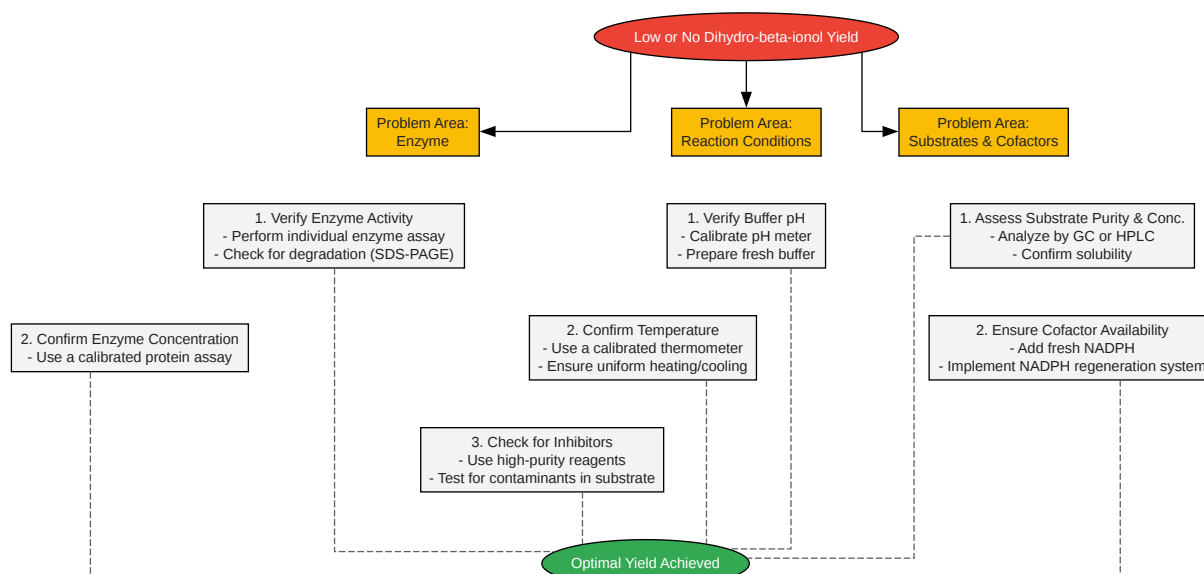 Low or No Dihydro-beta-ionol Yield
Problem Area:
Enzyme
Problem Area:
Reaction Conditions
Problem Area:
Substrates & Cofactors
1. Verify Enzyme Activity
- Perform individual enzyme assay
- Check for degradation (SDS-PAGE)
1. Verify Buffer pH
- Calibrate pH meter
- Prepare fresh buffer
1. Assess Substrate Purity & Conc.
- Analyze by GC or HPLC
- Confirm solubility
2. Confirm Enzyme Concentration
- Use a calibrated protein assay
2. Confirm Temperature
- Use a calibrated thermometer
- Ensure uniform heating/cooling
2. Ensure Cofactor Availability
- Add fresh NADPH
- Implement NADPH regeneration system
3. Check for Inhibitors
- Use high-purity reagents
- Test for contaminants in substrate
Optimal Yield Achieved